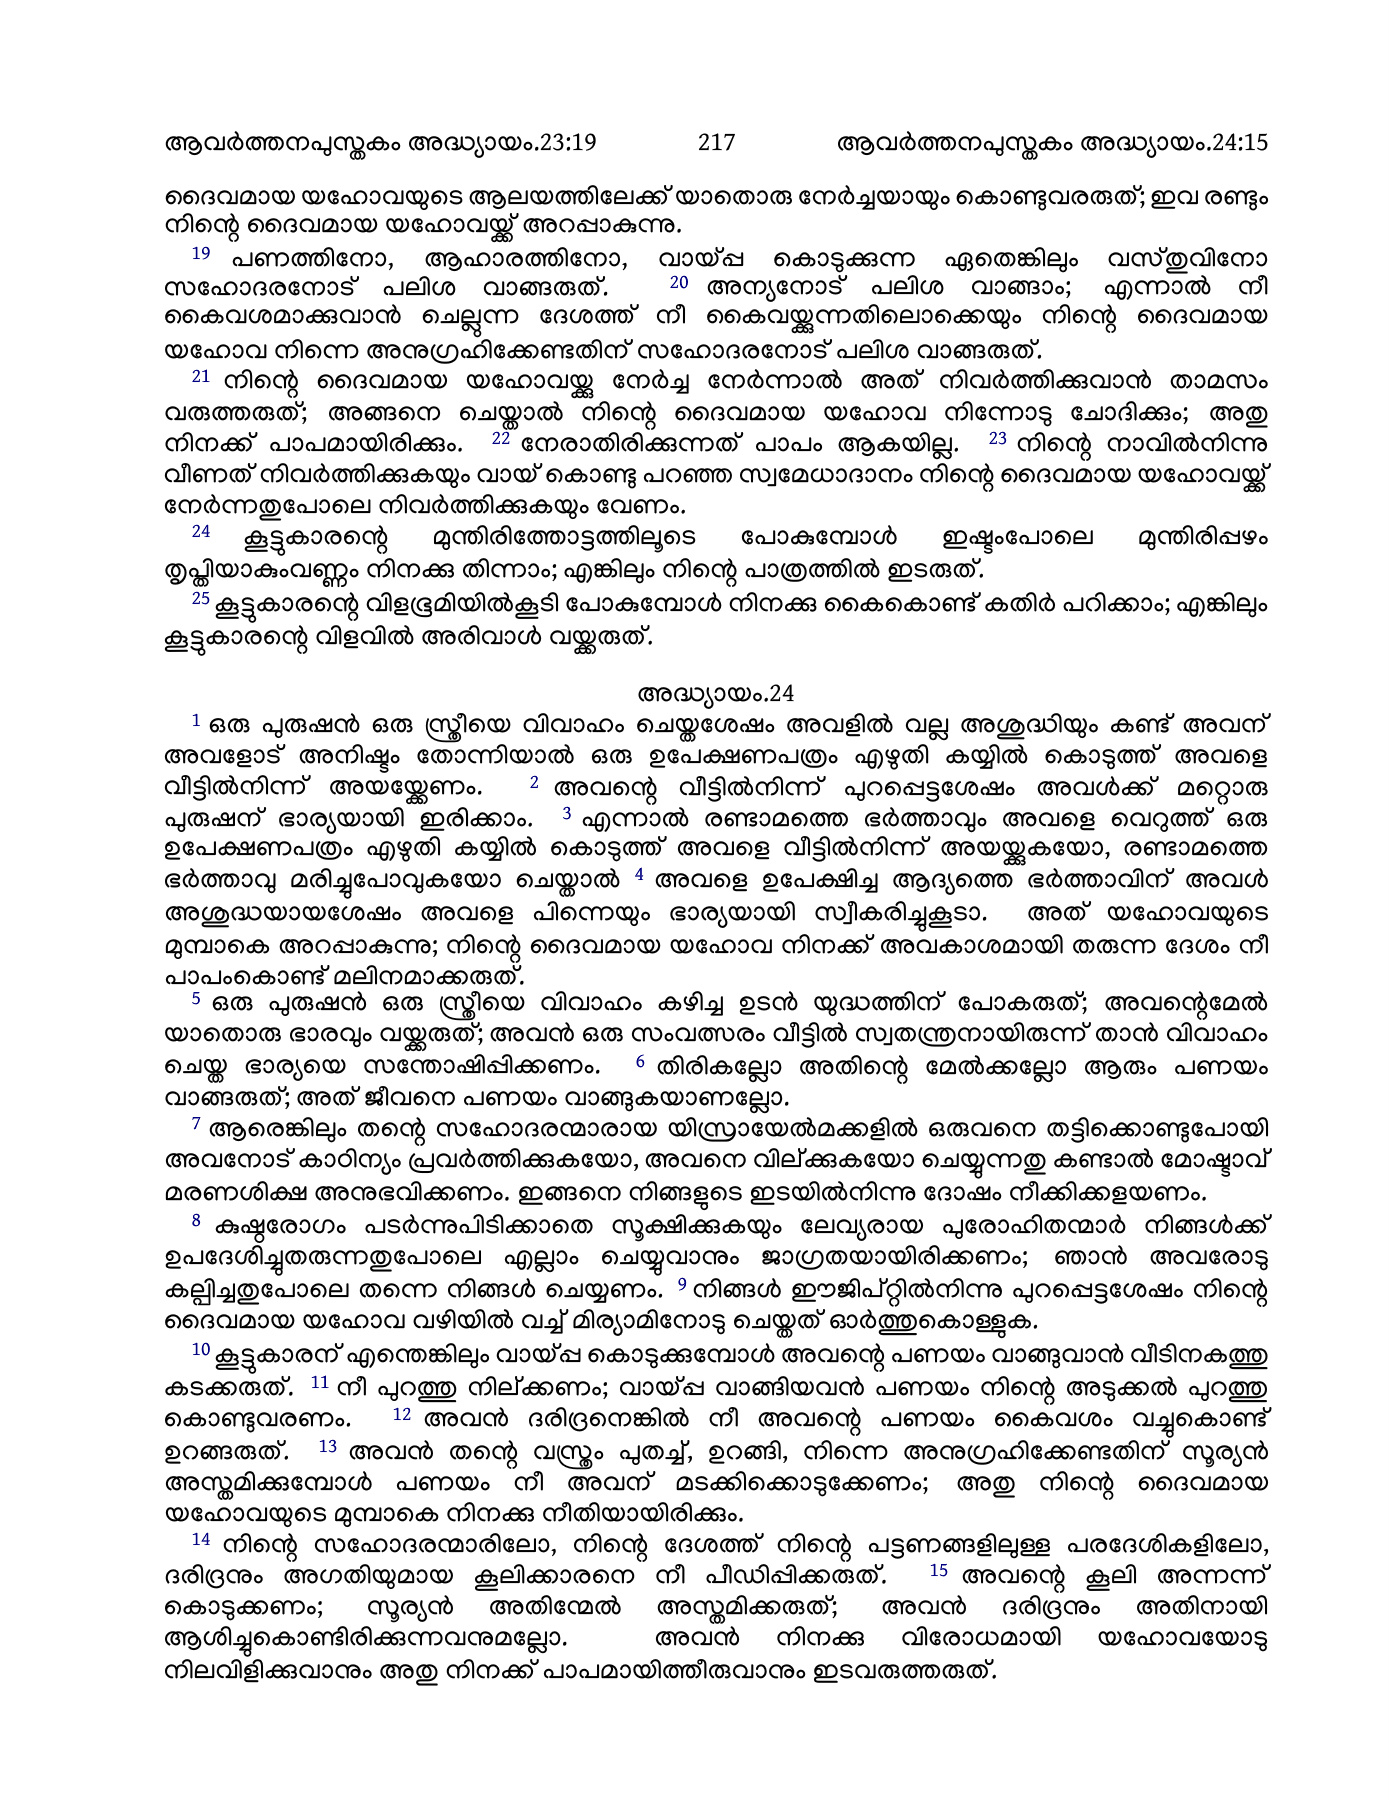 ആവർത്തനപുസ്തകം അദ്ധ്യായം.23:19 217 ആവർത്തനപുസ്തകം അദ്ധ്യായം.24:15
ദൈവമായ യഹോവയുടെ ആലയത്തിലേക്ക് യാതൊരു നേർച്ചയായും കൊണ്ടുവരരുത്; ഇവ രണ്ടും
നിന്റെ ദൈവമായ യഹോവയ്ക്ക് അറപ്പാകുന്നു.
19 പണത്തിനോ, ആഹാരത്തിനോ, വായ്പ്പ കൊടുക്കുന്ന ഏതെങ്കിലും വസ്തുവിനോ
സഹോദരനോട് പലിശ വാങ്ങരുത്. 20 അന്യനോട് പലിശ വാങ്ങാം; എന്നാൽ നീ
കൈവശമാക്കുവാൻ ചെല്ലുന്ന ദേശത്ത് നീ കൈവയ്ക്കുന്നതിലൊക്കെയും നിന്റെ ദൈവമായ
യഹോവ നിന്നെ അനുഗ്രഹിക്കേണ്ടതിന് സഹോദരനോട് പലിശ വാങ്ങരുത്.
21 നിന്റെ ദൈവമായ യഹോവയ്ക്കു നേർച്ച നേർന്നാൽ അത് നിവർത്തിക്കുവാൻ താമസം
വരുത്തരുത്; അങ്ങനെ ചെയ്താൽ നിന്റെ ദൈവമായ യഹോവ നിന്നോടു ചോദിക്കും; അതു
നിനക്ക് പാപമായിരിക്കും. 22 നേരാതിരിക്കുന്നത് പാപം ആകയില്ല. 23 നിന്റെ നാവിൽനിന്നു
വീണത് നിവർത്തിക്കുകയും വായ് കൊണ്ടു പറഞ്ഞ സ്വമേധാദാനം നിന്റെ ദൈവമായ യഹോവയ്ക്ക്
നേർന്നതുപോലെ നിവർത്തിക്കുകയും വേണം.
24 കൂട്ടുകാരന്റെ മുന്തിരിത്തോട്ടത്തിലൂടെ പോകുമ്പോൾ ഇഷ്ടംപോലെ മുന്തിരിപ്പഴം
തൃപ്തിയാകുംവണ്ണം നിനക്കു തിന്നാം; എങ്കിലും നിന്റെ പാത്രത്തിൽ ഇടരുത്.
25 കൂട്ടുകാരന്റെ വിളഭൂമിയിൽകൂടി പോകുമ്പോൾ നിനക്കു കൈകൊണ്ട് കതിർ പറിക്കാം; എങ്കിലും
കൂട്ടുകാരന്റെ വിളവിൽ അരിവാൾ വയ്ക്കരുത്.
അദ്ധ്യായം.24
1 ഒരു പുരുഷൻ ഒരു സ്ത്രീയെ വിവാഹം ചെയ്തശേഷം അവളിൽ വല്ല അശുദ്ധിയും കണ്ട് അവന്
അവളോട് അനിഷ്ടം തോന്നിയാൽ ഒരു ഉപേക്ഷണപത്രം എഴുതി കയ്യിൽ കൊടുത്ത് അവളെ
വീട്ടിൽനിന്ന് അയയ്ക്കേണം. 2 അവന്റെ വീട്ടിൽനിന്ന് പുറപ്പെട്ടശേഷം അവൾക്ക് മറ്റൊരു
പുരുഷന് ഭാര്യയായി ഇരിക്കാം. 3 എന്നാൽ രണ്ടാമത്തെ ഭർത്താവും അവളെ വെറുത്ത് ഒരു
ഉപേക്ഷണപത്രം എഴുതി കയ്യിൽ കൊടുത്ത് അവളെ വീട്ടിൽനിന്ന് അയയ്ക്കുകയോ, രണ്ടാമത്തെ
ഭർത്താവു മരിച്ചുപോവുകയോ ചെയ്താൽ 4 അവളെ ഉപേക്ഷിച്ച ആദ്യത്തെ ഭർത്താവിന് അവൾ
അശുദ്ധയായശേഷം അവളെ പിന്നെയും ഭാര്യയായി സ്വീകരിച്ചുകൂടാ. അത് യഹോവയുടെ
മുമ്പാകെ അറപ്പാകുന്നു; നിന്റെ ദൈവമായ യഹോവ നിനക്ക് അവകാശമായി തരുന്ന ദേശം നീ
പാപംകൊണ്ട് മലിനമാക്കരുത്.
5 ഒരു പുരുഷൻ ഒരു സ്ത്രീയെ വിവാഹം കഴിച്ച ഉടൻ യുദ്ധത്തിന് പോകരുത്; അവന്റെമേൽ
യാതൊരു ഭാരവും വയ്ക്കരുത്; അവൻ ഒരു സംവത്സരം വീട്ടിൽ സ്വതന്ത്രനായിരുന്ന് താൻ വിവാഹം
ചെയ്ത ഭാര്യയെ സന്തോഷിപ്പിക്കണം. 6 തിരികല്ലോ അതിന്റെ മേൽക്കല്ലോ ആരും പണയം
വാങ്ങരുത്; അത് ജീവനെ പണയം വാങ്ങുകയാണല്ലോ.
7 ആരെങ്കിലും തന്റെ സഹോദരന്മാരായ യിസ്രായേൽമക്കളിൽ ഒരുവനെ തട്ടിക്കൊണ്ടുപോയി
അവനോട് കാഠിന്യം പ്രവർത്തിക്കുകയോ, അവനെ വില്ക്കുകയോ ചെയ്യുന്നതു കണ്ടാൽ മോഷ്ടാവ്
മരണശിക്ഷ അനുഭവിക്കണം. ഇങ്ങനെ നിങ്ങളുടെ ഇടയിൽനിന്നു ദോഷം നീക്കിക്കളയണം.
8 കുഷ്ഠരോഗം പടർന്നുപിടിക്കാതെ സൂക്ഷിക്കുകയും ലേവ്യരായ പുരോഹിതന്മാർ നിങ്ങൾക്ക്
ഉപദേശിച്ചുതരുന്നതുപോലെ എല്ലാം ചെയ്യുവാനും ജാഗ്രതയായിരിക്കണം; ഞാൻ അവരോടു
കല്പിച്ചതുപോലെ തന്നെ നിങ്ങൾ ചെയ്യണം. 9 നിങ്ങൾ ഈജിപ്റ്റിൽനിന്നു പുറപ്പെട്ടശേഷം നിന്റെ
ദൈവമായ യഹോവ വഴിയിൽ വച്ച് മിര്യാമിനോടു ചെയ്തത് ഓർത്തുകൊള്ളുക.
10 കൂട്ടുകാരന് എന്തെങ്കിലും വായ്പ്പ കൊടുക്കുമ്പോൾ അവന്റെ പണയം വാങ്ങുവാൻ വീടിനകത്തു
കടക്കരുത്. 11 നീ പുറത്തു നില്ക്കണം; വായ്പ്പ വാങ്ങിയവൻ പണയം നിന്റെ അടുക്കൽ പുറത്തു
കൊണ്ടുവരണം. 12 അവൻ ദരിദ്രനെങ്കിൽ നീ അവന്റെ പണയം കൈവശം വച്ചുകൊണ്ട്
ഉറങ്ങരുത്. 13 അവൻ തന്റെ വസ്ത്രം പുതച്ച്, ഉറങ്ങി, നിന്നെ അനുഗ്രഹിക്കേണ്ടതിന് സൂര്യൻ
അസ്തമിക്കുമ്പോൾ പണയം നീ അവന് മടക്കിക്കൊടുക്കേണം; അതു നിന്റെ ദൈവമായ
യഹോവയുടെ മുമ്പാകെ നിനക്കു നീതിയായിരിക്കും.
14 നിന്റെ സഹോദരന്മാരിലോ, നിന്റെ ദേശത്ത് നിന്റെ പട്ടണങ്ങളിലുള്ള പരദേശികളിലോ,
ദരിദ്രനും അഗതിയുമായ കൂലിക്കാരനെ നീ പീഡിപ്പിക്കരുത്. 15 അവന്റെ കൂലി അന്നന്ന്
കൊടുക്കണം; സൂര്യൻ അതിന്മേൽ അസ്തമിക്കരുത്; അവൻ ദരിദ്രനും അതിനായി
ആശിച്ചുകൊണ്ടിരിക്കുന്നവനുമല്ലോ. അവൻ നിനക്കു വിരോധമായി യഹോവയോടു
നിലവിളിക്കുവാനും അതു നിനക്ക് പാപമായിത്തീരുവാനും ഇടവരുത്തരുത്.